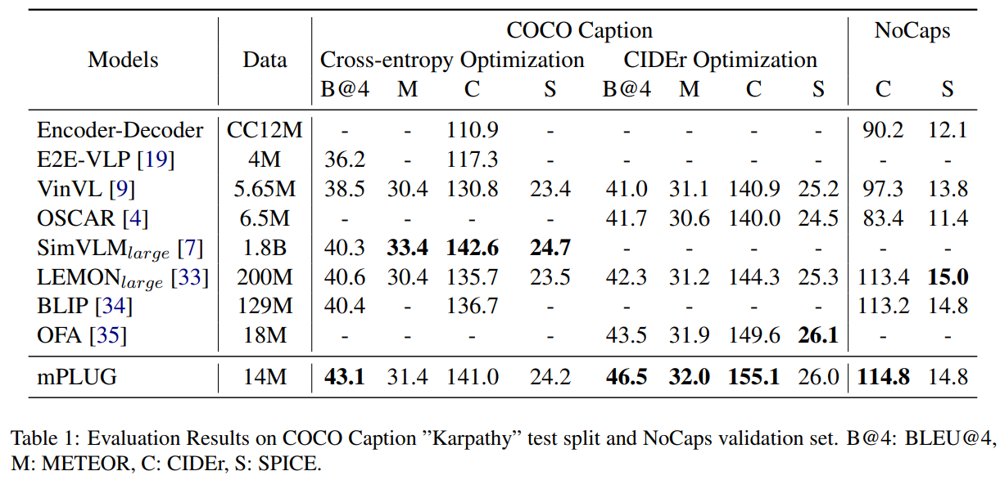 COCO Caption NoCaps
Models Data Cross-entropy Optimization CIDEr Optimization
B@4 M C S B@4 M C S C S
Encoder-Decoder CC12M - - 110.9 - - - - - 90.2 12.1
E2E-VLP [19] 4M 36.2 - 117.3 - - - - - - -
VinVL [9] 5.65M 38.5 30.4 130.8 23.4 41.0 31.1 140.9 25.2 97.3 13.8
OSCAR [4] 6.5M - - - - 41.7 30.6 140.0 24.5 83.4 11.4
SimVLMlarge [7] 1.8B 40.3 33.4 142.6 24.7 - - - - - -
LEMONlarge [33] 200M 40.6 30.4 135.7 23.5 42.3 31.2 144.3 25.3 113.4 15.0
BLIP [34] 129M 40.4 - 136.7 - - - - - 113.2 14.8
OFA [35] 18M - - - - 43.5 31.9 149.6 26.1 - -
mPLUG 14M 43.1 31.4 141.0 24.2 46.5 32.0 155.1 26.0 114.8 14.8
Table 1: Evaluation Results on COCO Caption ”Karpathy” test split and NoCaps validation set. B@4: BLEU@4,
M: METEOR, C: CIDEr, S: SPICE.